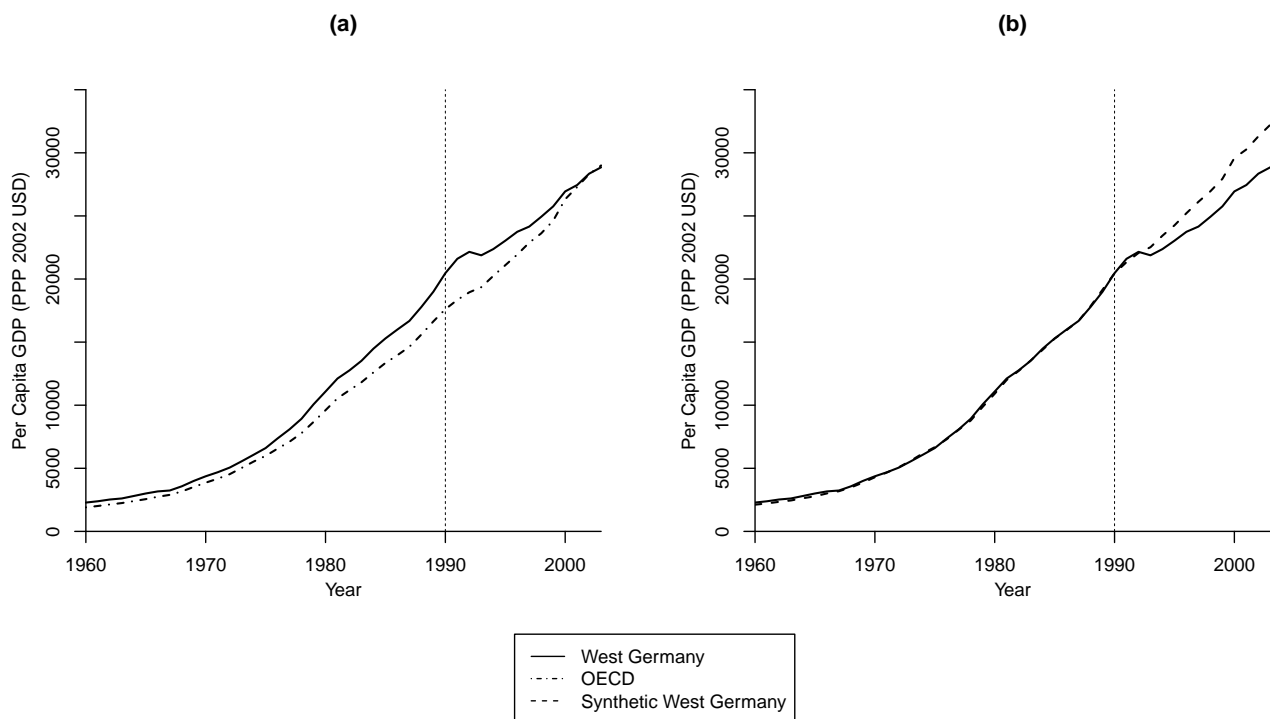 (a)
Per Capita GDP (PPP 2002 USD)
0
5000
10000
20000
30000
1960 1970 1980 1990 2000
Year
(b)
Per Capita GDP (PPP 2002 USD)
0
5000
10000
20000
30000
1960 1970 1980 1990 2000
Year
West Germany
OECD
Synthetic West Germany